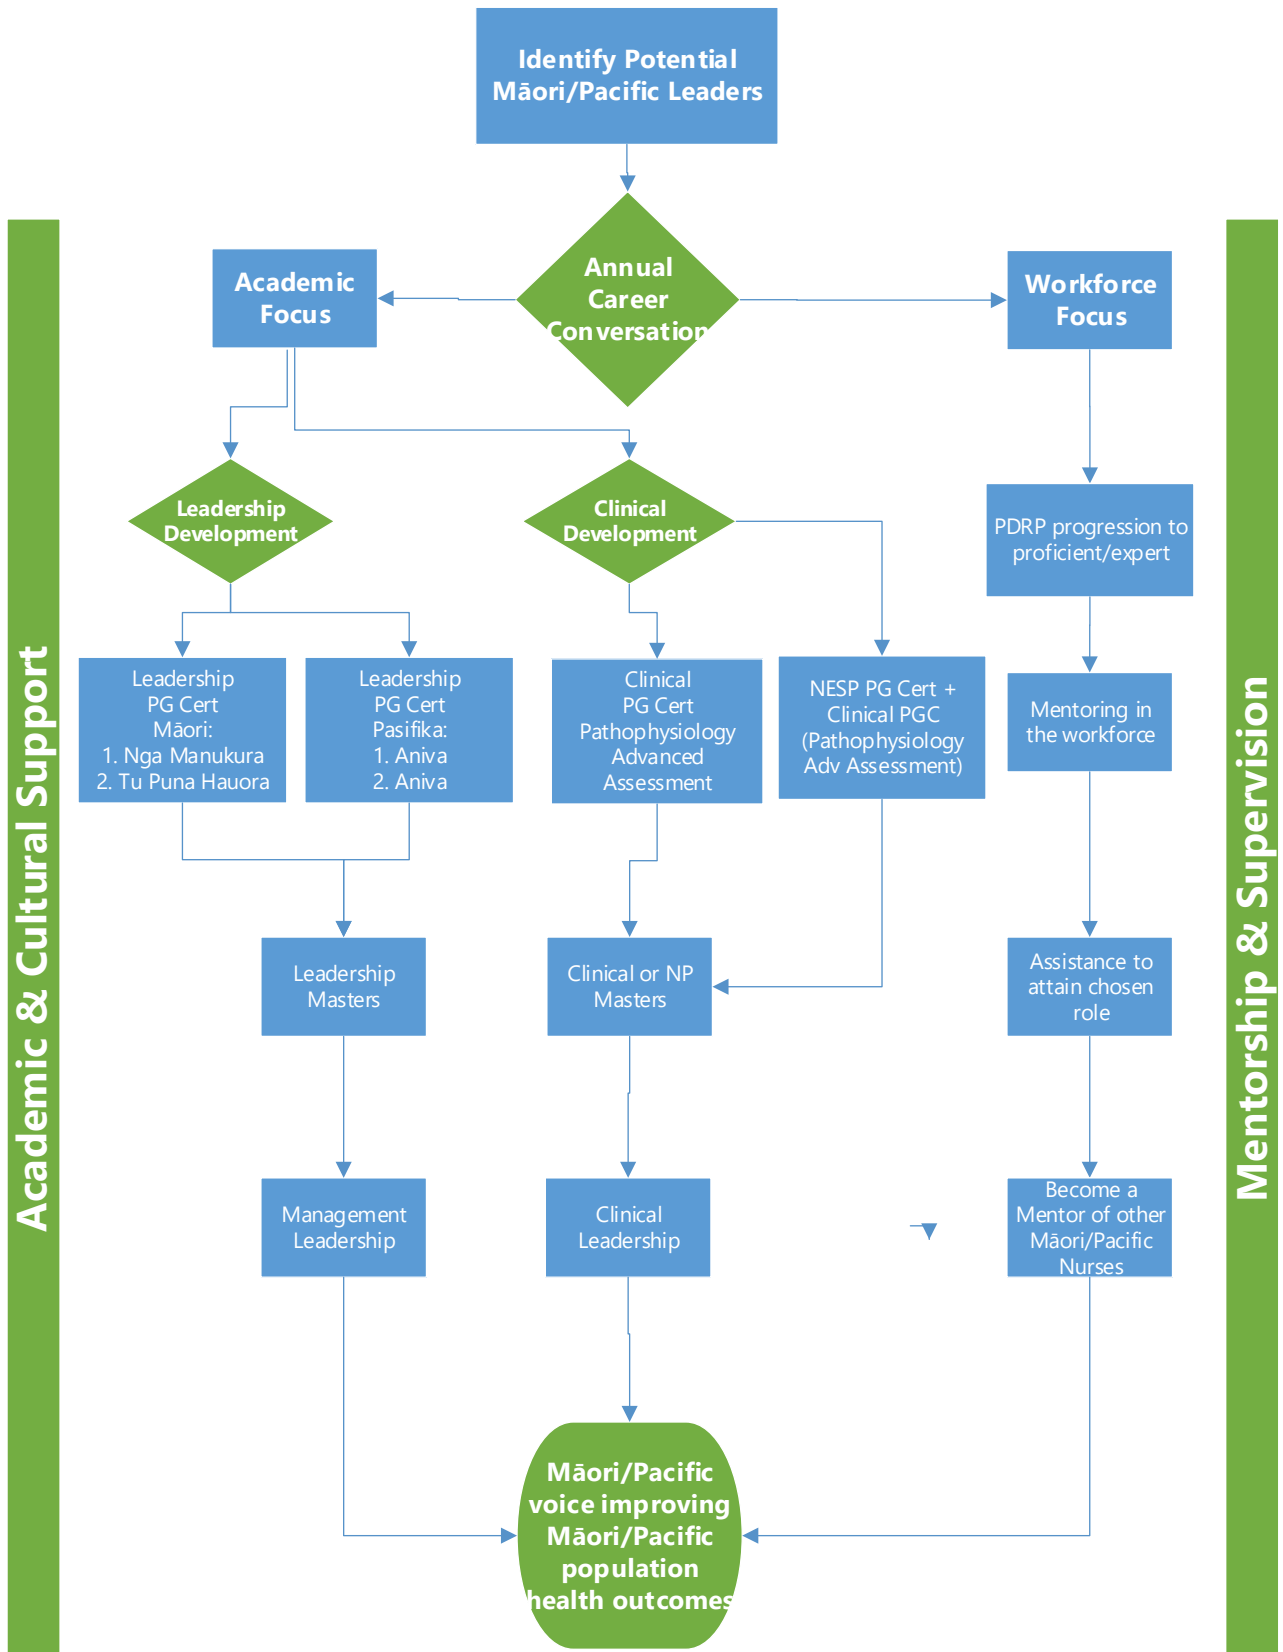 Identify Potential
Māori/Pacific Leaders
Annual
Career
Conversation
Academic
Focus
Workforce
Focus
Leadership
Development
Clinical
Development
PDRP progression to
proficient/expert
Leadership
PG Cert
Māori:
1. Nga Manukura
2. Tu Puna Hauora
Leadership
PG Cert
Pasifika:
1. Aniva
2. Aniva
Clinical
PG Cert
Pathophysiology
Advanced
Assessment
NESP PG Cert +
Clinical PGC
(Pathophysiology
Adv Assessment)
Mentoring in
the workforce
Leadership
Masters
Clinical or NP
Masters
Assistance to
attain chosen
role
Management
Leadership
Clinical
Leadership
Become a
Mentor of other
Māori/Pacific
Nurses
Māori/Pacific
voice improving
Māori/Pacific
population
health outcomes
Academic & Cultural Support
Mentorship & Supervision